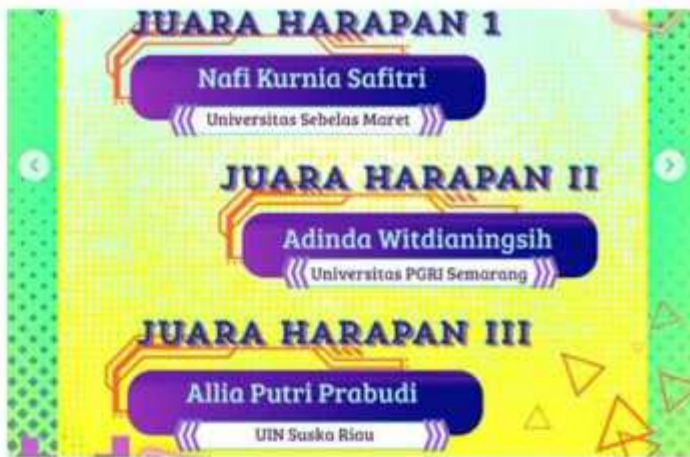 JUARA HARAPAN 1
Nafi Kurnia Safitri
Universitas Sebelas Maret
JUARA HARAPAN II
Adinda Witdianingsih
Universitas PGRI Semarang
JUARA HARAPAN III
Allia Putri Prabudi
UIN Suska Riau